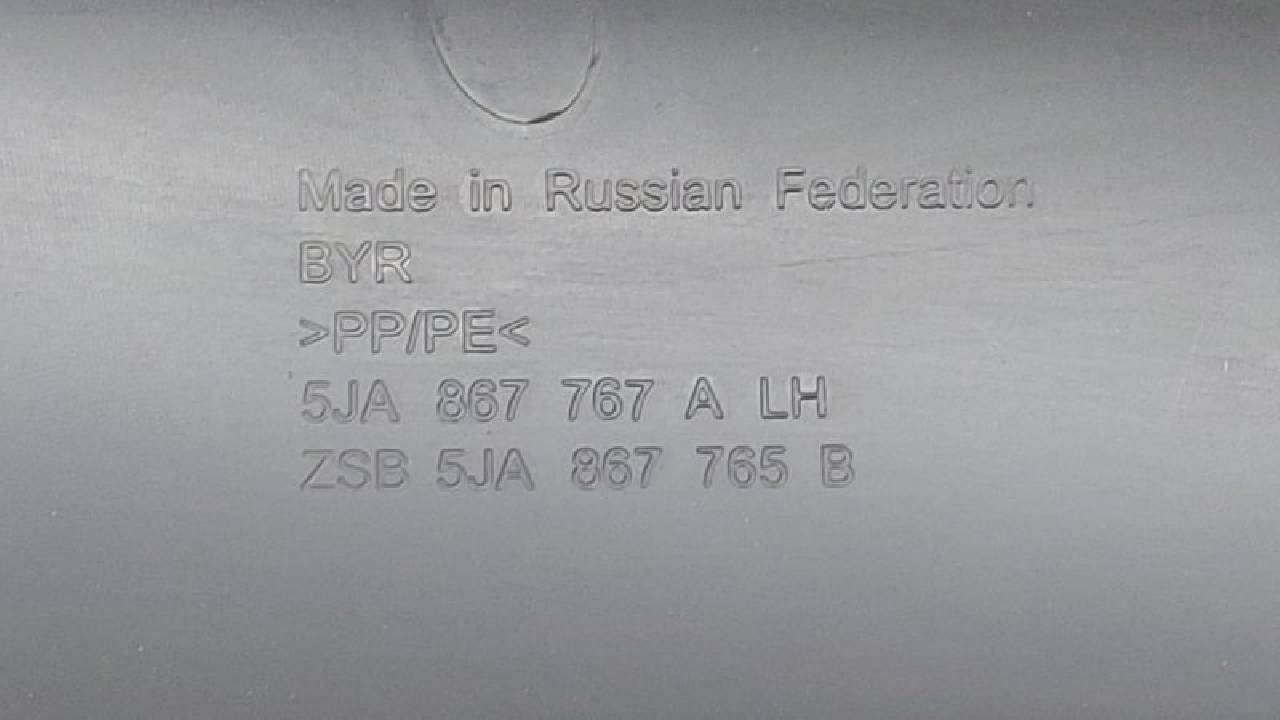 Made in Russian Federation
BYR
>PP/PE<
5JA 867 767 A LH
ZSB 5JA 867 765 B